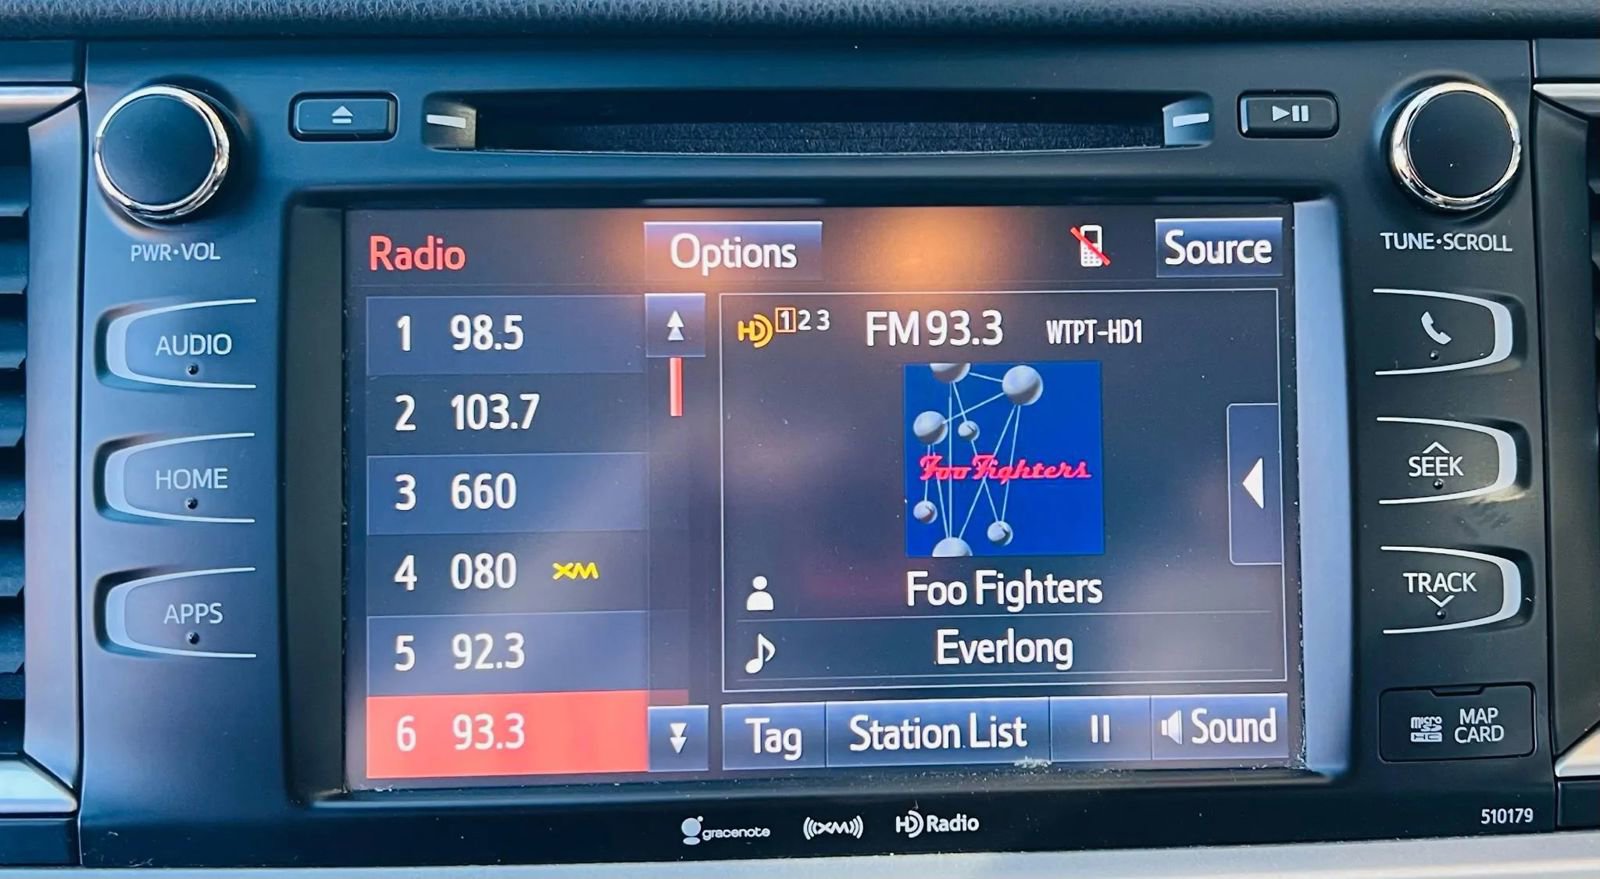 PWR•VOL
TUNE•SCROLL
AUDIO
HOME
APPS
Radio
Options
Source
1 98.5
2 103.7
3 660
4 080 XM
5 92.3
6 93.3
HD 1 2 3 FM 93.3 WTPT-HD1
Foo Fighters
Foo Fighters
Everlong
Tag
Station List
Sound
SEEK
TRACK
micro SD HC
MAP CARD
gracenote
((XM))
HD Radio
510179